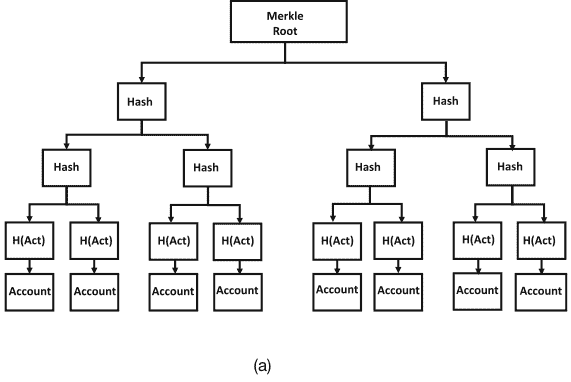 Merkle
Root
Hash Hash
Hash Hash Hash Hash
H(Act) H(Act) H(Act) H(Act) H(Act) H(Act) H(Act) H(Act)
Account Account Account Account Account Account Account Account
(a)